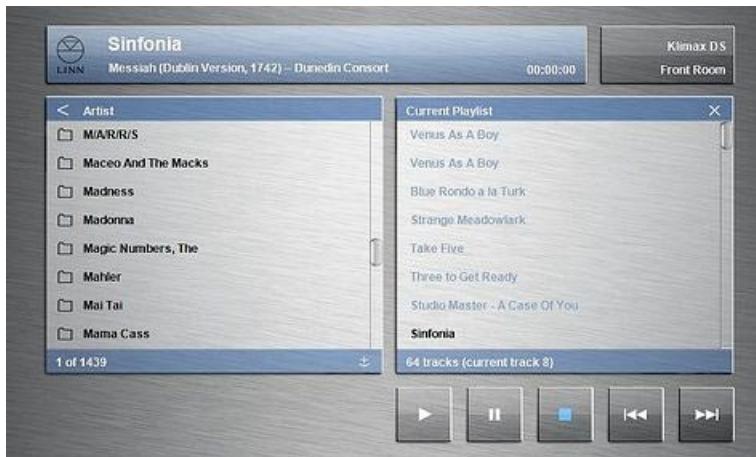 Sinfonia
Messiah (Dublin Version, 1742) – Dunedin Consort
00:00:00
LINN
Klimax DS
Front Room
< Artist
M/A/R/R/S
Maceo And The Macks
Madness
Madonna
Magic Numbers, The
Mahler
Mai Tai
Mama Cass
1 of 1439
Current Playlist
Venus As A Boy
Venus As A Boy
Blue Rondo a la Turk
Strange Meadowlark
Take Five
Three to Get Ready
Studio Master - A Case Of You
Sinfonia
64 tracks (current track 8)